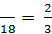 /18 = 2/3